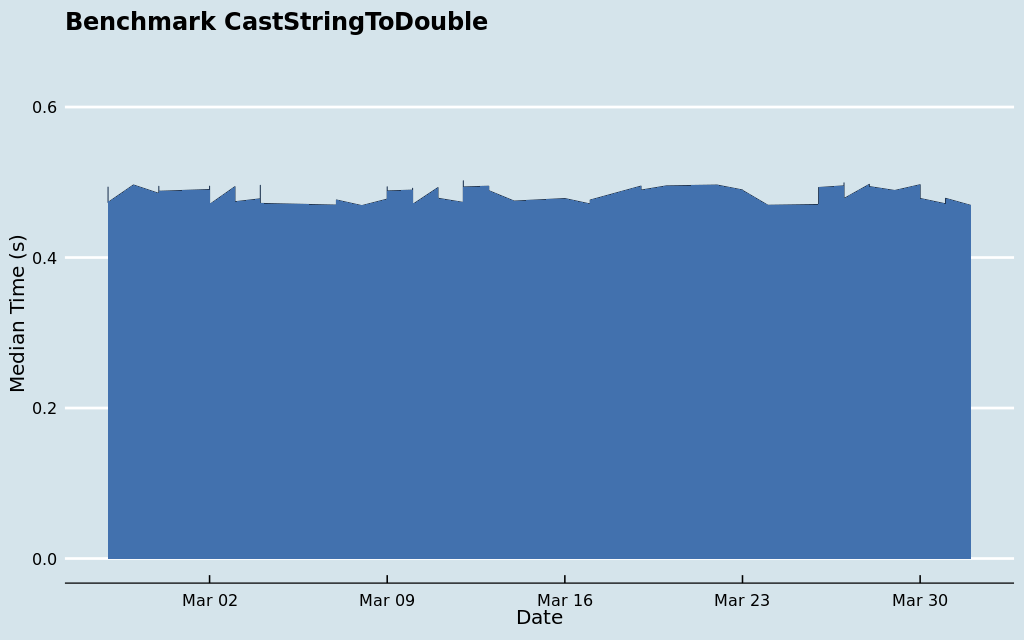 Benchmark CastStringToDouble
0.6
0.4
0.2
0.0
Median Time (s)
Mar 02 Mar 09 Mar 16 Mar 23 Mar 30
Date